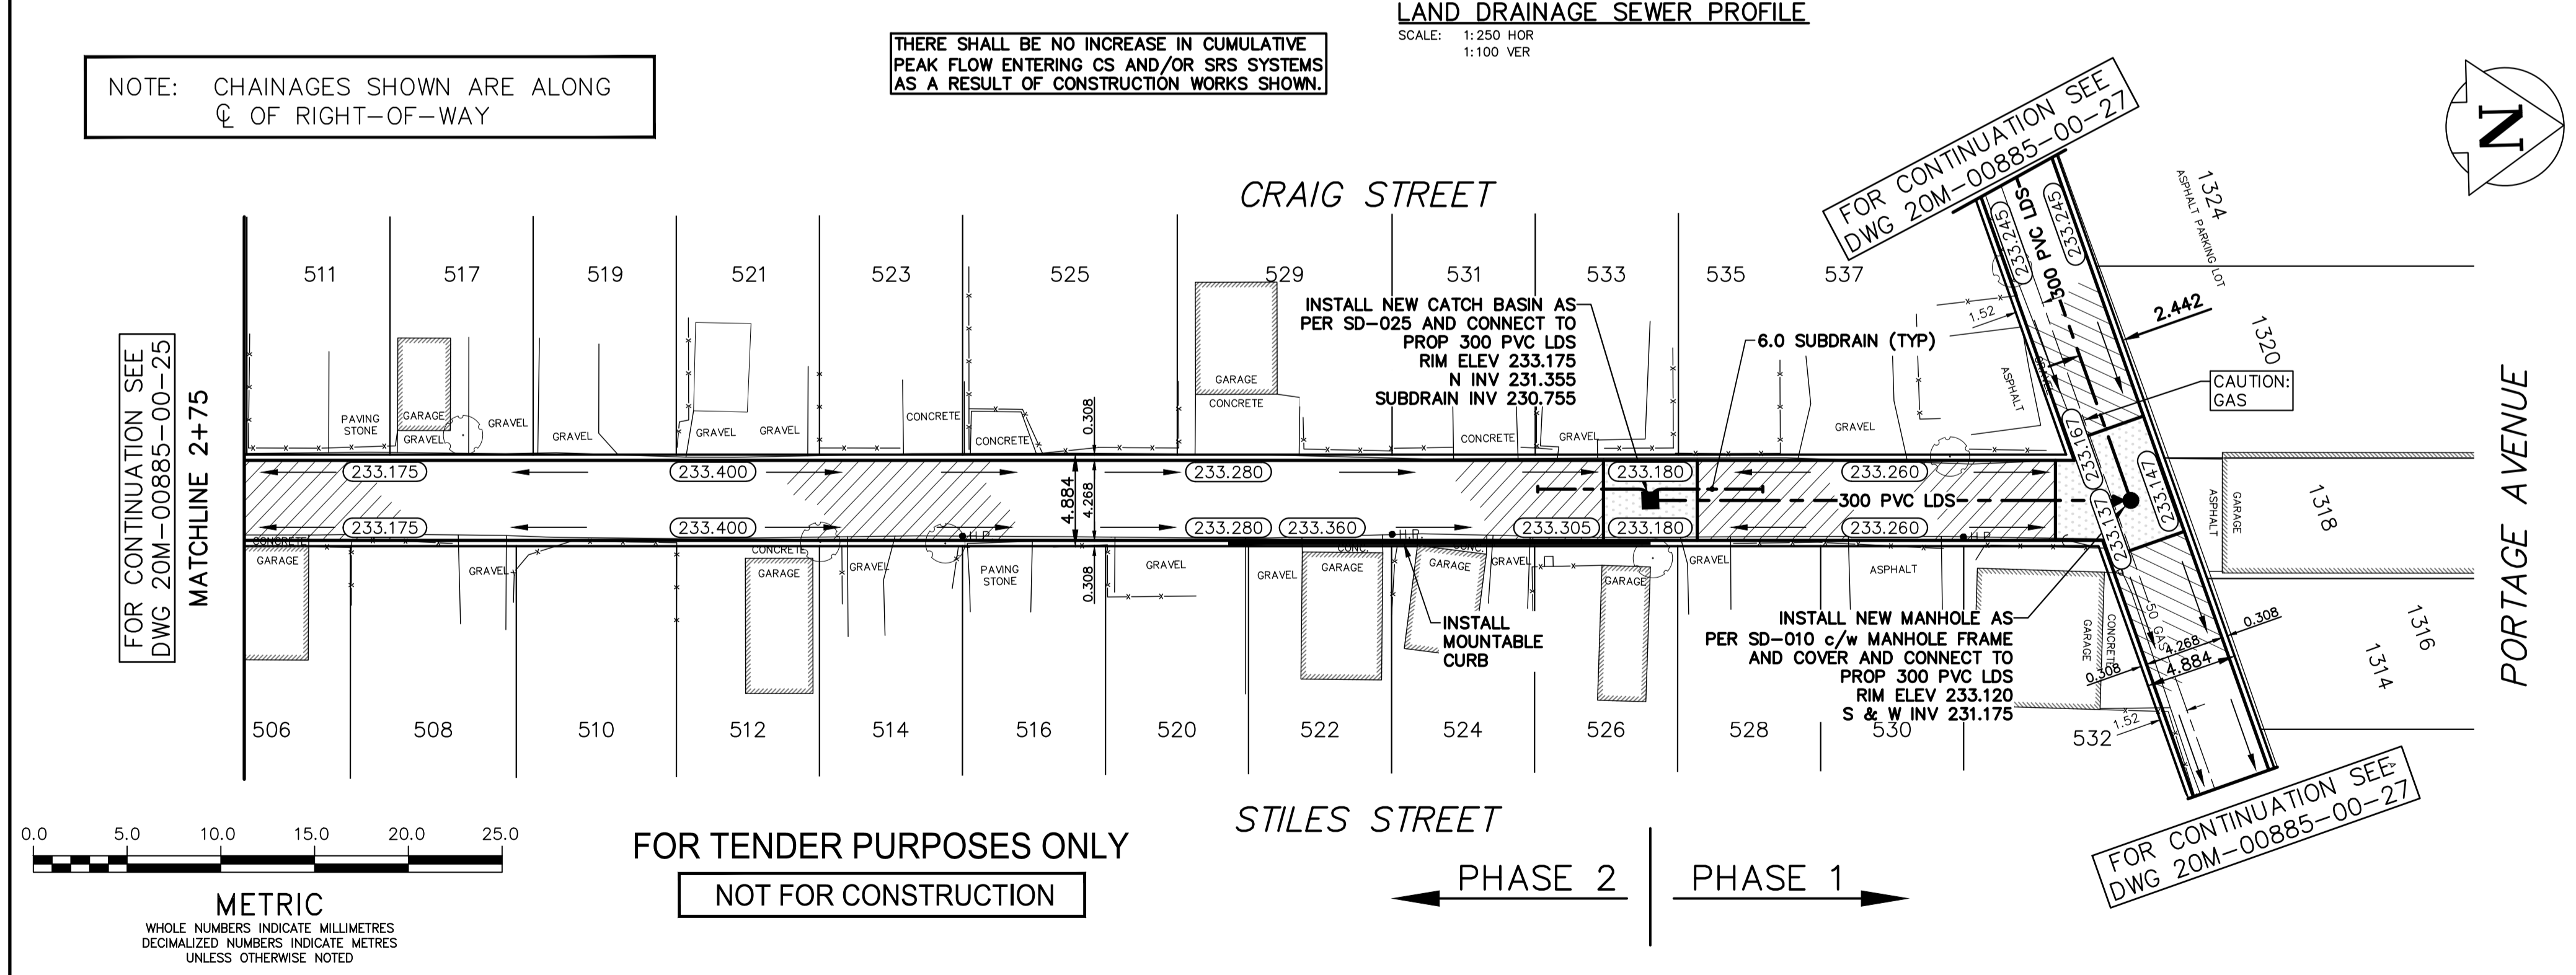 LAND DRAINAGE SEWER PROFILE
SCALE: 1:250 HOR
1:100 VER
NOTE: CHAINAGES SHOWN ARE ALONG
℄ OF RIGHT-OF-WAY
THERE SHALL BE NO INCREASE IN CUMULATIVE
PEAK FLOW ENTERING CS AND/OR SRS SYSTEMS
AS A RESULT OF CONSTRUCTION WORKS SHOWN.
N
FOR CONTINUATION SEE
DWG 20M-00885-00-27
CRAIG STREET
511 517 519 521 523 525 529 531 533 535 537
1324
ASPHALT PARKING LOT
1320
1318
1316
1314
PORTAGE AVENUE
FOR CONTINUATION SEE
DWG 20M-00885-00-25
MATCHLINE 2+75
INSTALL NEW CATCH BASIN AS
PER SD-025 AND CONNECT TO
PROP 300 PVC LDS
RIM ELEV 233.175
N INV 231.355
SUBDRAIN INV 230.755
6.0 SUBDRAIN (TYP)
CAUTION:
GAS
300 PVC LDS
233.245
233.245
2.442
1.52
GRAVEL
ASPHALT
PAVING
STONE
GARAGE
GRAVEL
GRAVEL
GRAVEL
GRAVEL
GRAVEL
CONCRETE
CONCRETE
0.308
GARAGE
CONCRETE
CONCRETE
GRAVEL
GRAVEL
233.175 233.400 233.280 233.180 233.260
4.884
4.268
300 PVC LDS
233.167
233.147
233.137
ASPHALT
GARAGE
233.175 233.400 233.280 233.360 233.305 233.180 233.260
H.P.
H.P.
H.P.
CONCRETE
GARAGE
GRAVEL
CONCRETE
GARAGE
GRAVEL
PAVING
STONE
0.308
GRAVEL
GRAVEL
CONC.
GARAGE
CONC.
GARAGE
GRAVEL
GARAGE
GRAVEL
ASPHALT
INSTALL
MOUNTABLE
CURB
INSTALL NEW MANHOLE AS
PER SD-010 c/w MANHOLE FRAME
AND COVER AND CONNECT TO
PROP 300 PVC LDS
RIM ELEV 233.120
S & W INV 231.175
GARAGE
CONCRETE
50 GAS
0.308
4.268
4.884
0.308
1.52
506 508 510 512 514 516 520 522 524 526 528 530 532
STILES STREET
FOR CONTINUATION SEE
DWG 20M-00885-00-27
0.0 5.0 10.0 15.0 20.0 25.0
METRIC
WHOLE NUMBERS INDICATE MILLIMETRES
DECIMALIZED NUMBERS INDICATE METRES
UNLESS OTHERWISE NOTED
FOR TENDER PURPOSES ONLY
NOT FOR CONSTRUCTION
PHASE 2 PHASE 1